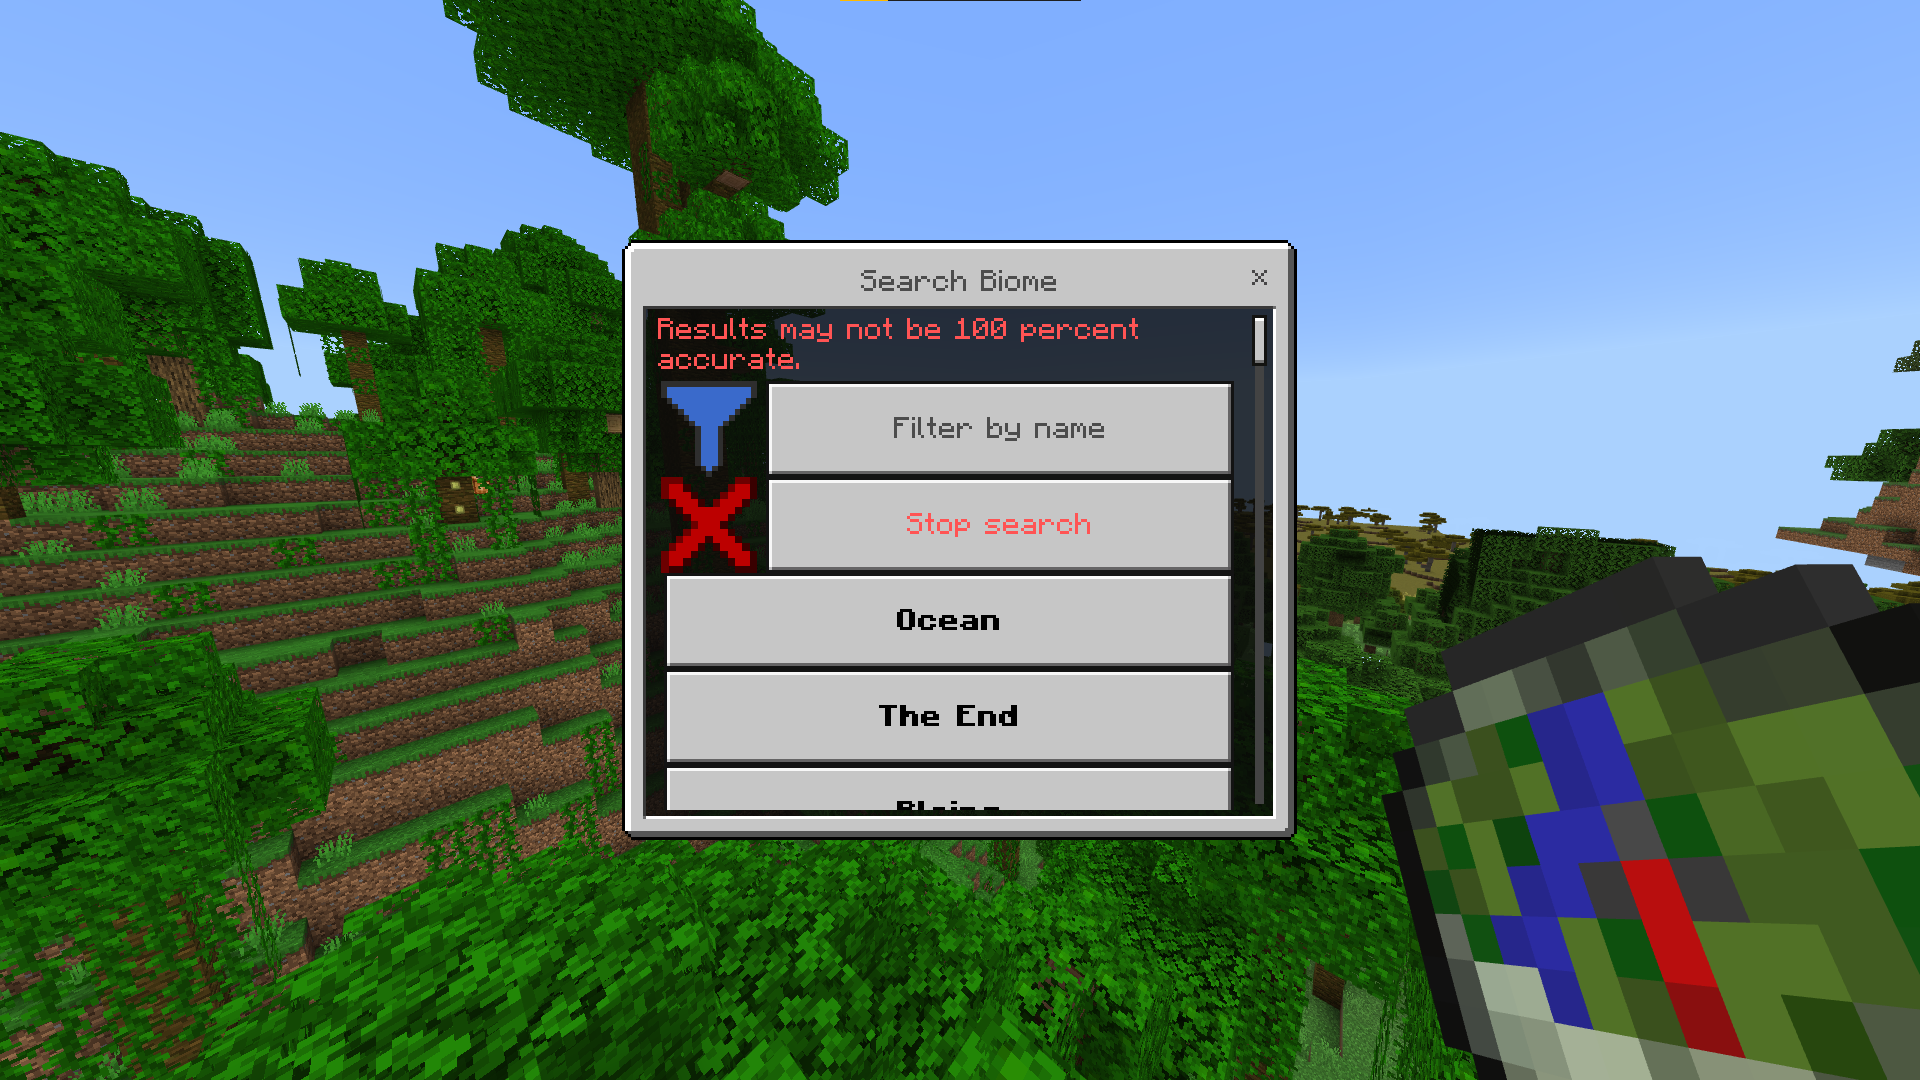 Search Biome
Results may not be 100 percent
accurate.
Filter by name
Stop search
Ocean
The End